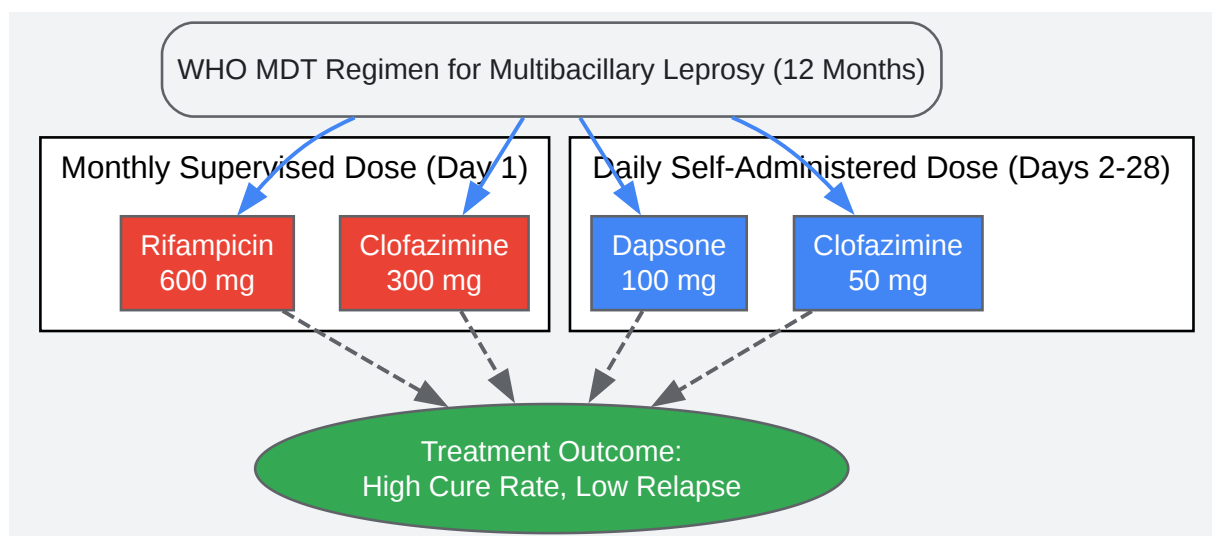 WHO MDT Regimen for Multibacillary Leprosy (12 Months)
Monthly Supervised Dose (Day 1)
Daily Self-Administered Dose (Days 2-28)
Rifampicin
600 mg
Clofazimine
300 mg
Dapsone
100 mg
Clofazimine
50 mg
Treatment Outcome:
High Cure Rate, Low Relapse